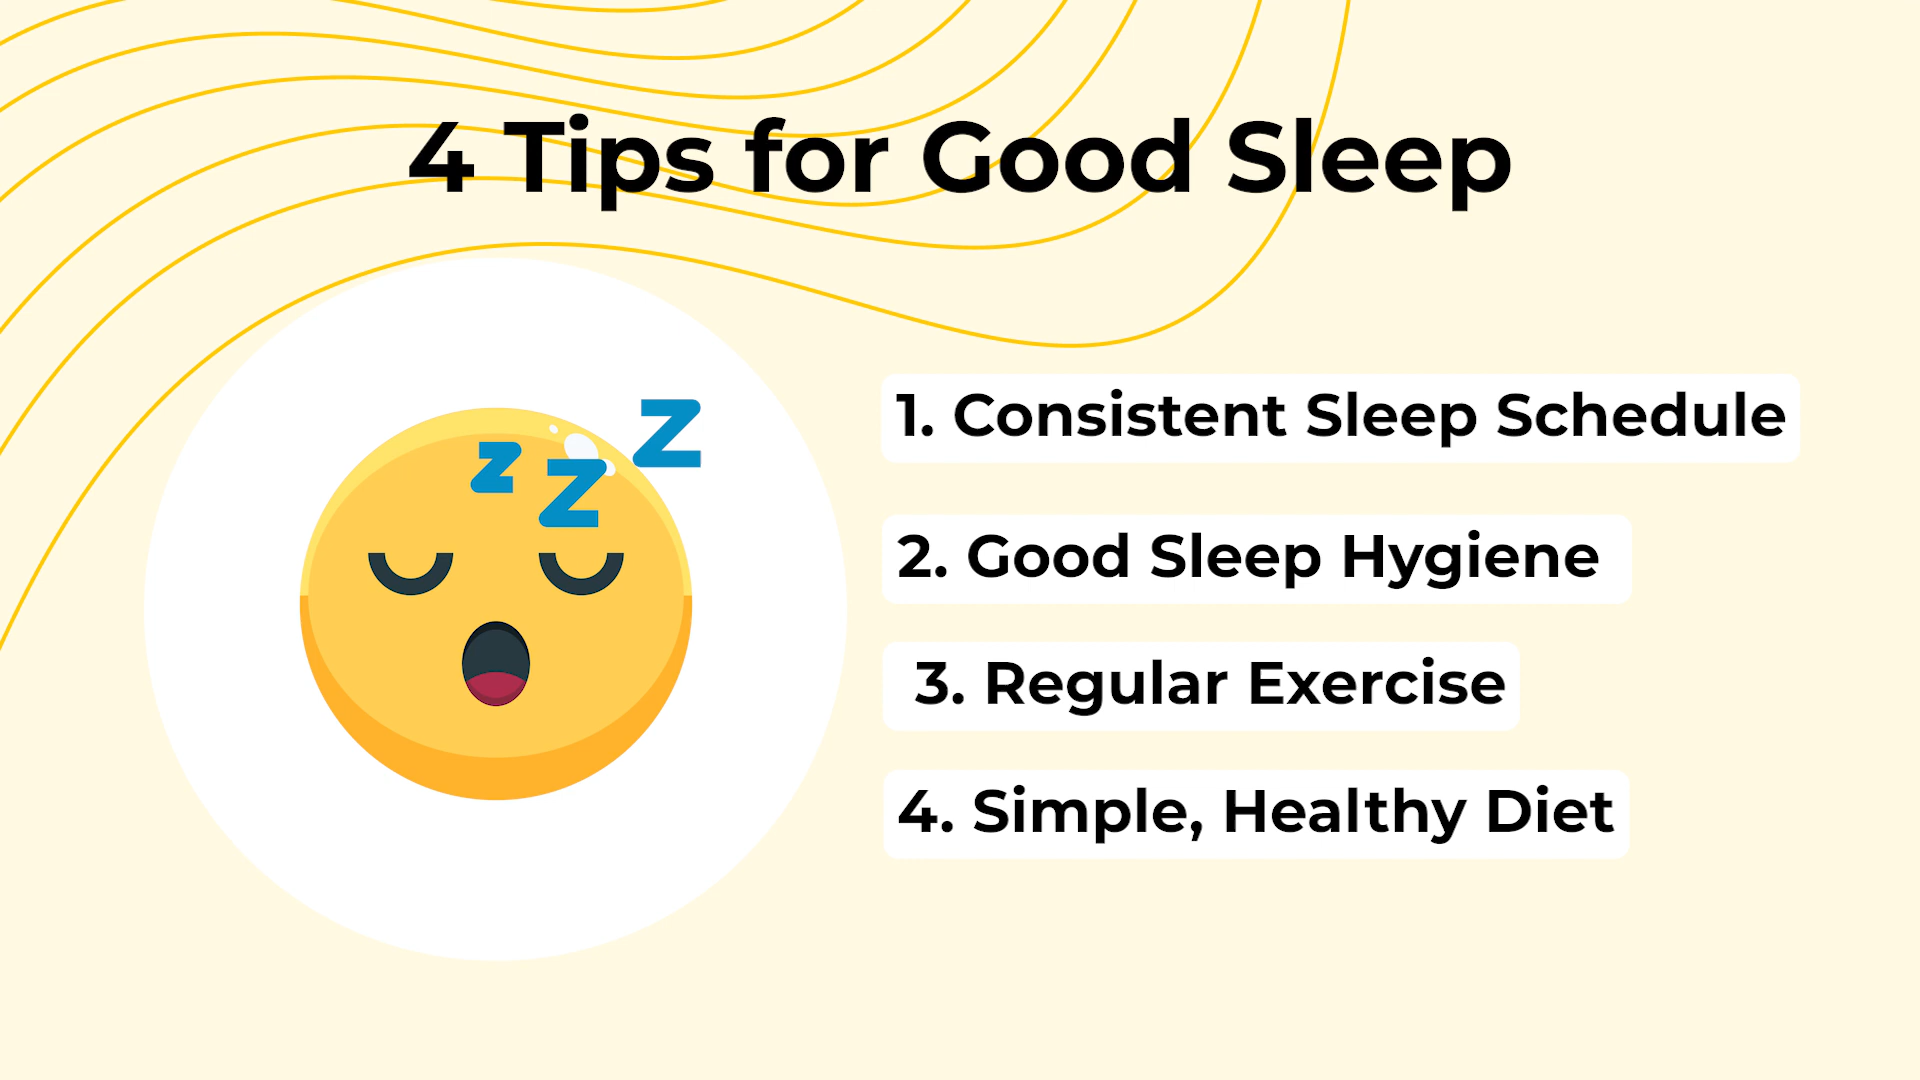 4 Tips for Good Sleep
z z z
1. Consistent Sleep Schedule
2. Good Sleep Hygiene
3. Regular Exercise
4. Simple, Healthy Diet